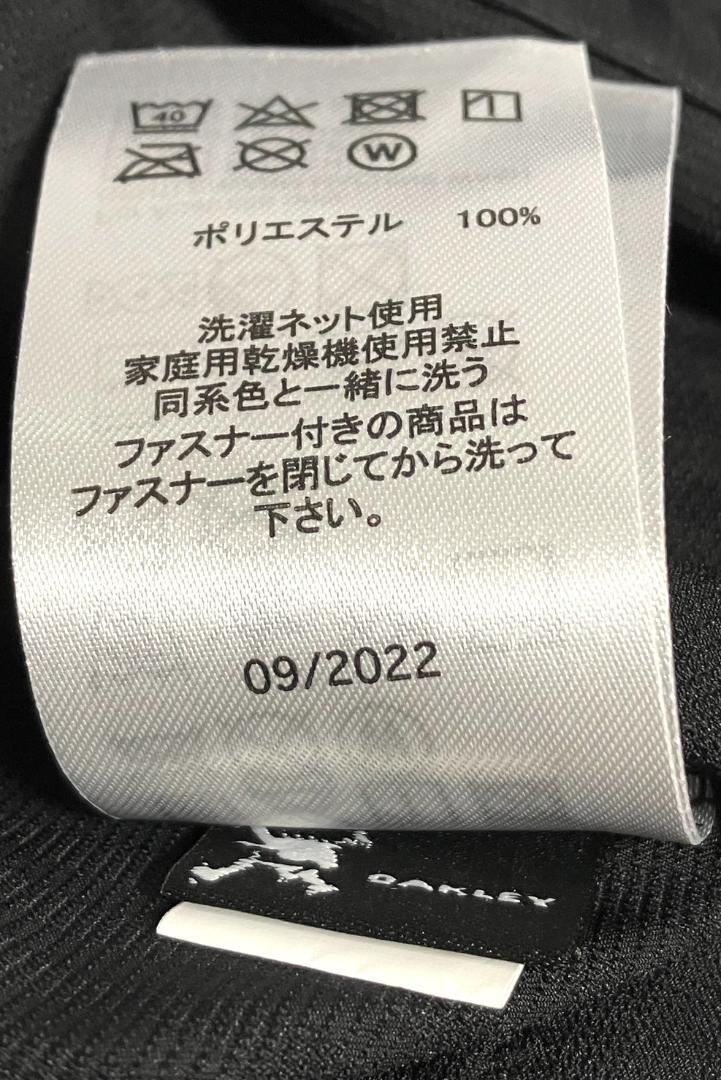 40
W
ポリエステル 100%
洗濯ネット使用
家庭用乾燥機使用禁止
同系色と一緒に洗う
ファスナー付きの商品は
ファスナーを閉じてから洗って
下さい。
09/2022
OAKLEY